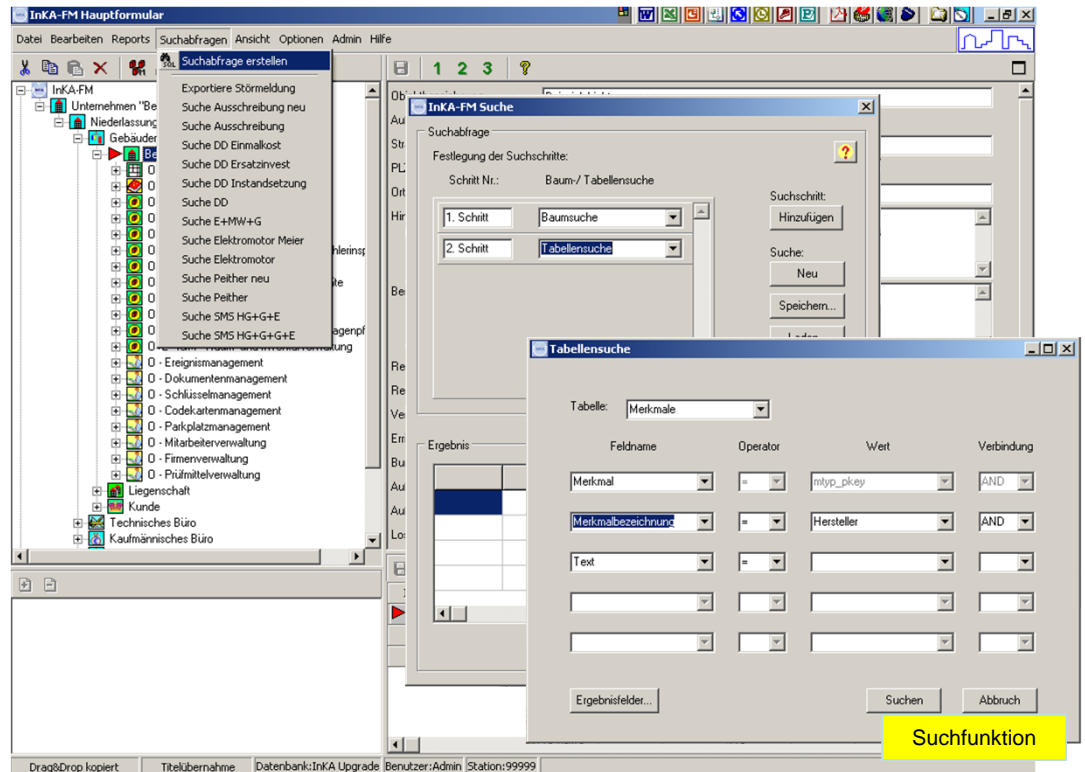 InKA-FM Hauptformular
Datei Bearbeiten Reports Suchabfragen Ansicht Optionen Admin Hilfe
Suchabfrage erstellen
Exportiere Störmeldung
Suche Ausschreibung neu
Suche Ausschreibung
Suche DD Einmalkost
Suche DD Ersatzinvest
Suche DD Instandsetzung
Suche DD
Suche E+MW+G
Suche Elektromotor Meier
Suche Elektromotor
Suche Peither neu
Suche Peither
Suche SMS HG+G+E
Suche SMS HG+G+G+E
1 2 3
InKA-FM
Unternehmen "Be
Niederlassung
Gebäuder
Be
0 - Ereignismanagement
0 - Dokumentenmanagement
0 - Schlüsselmanagement
0 - Codekartenmanagement
0 - Parkplatzmanagement
0 - Mitarbeiterverwaltung
0 - Firmenverwaltung
0 - Prüfmittelverwaltung
Liegenschaft
Kunde
Technisches Büro
Kaufmännisches Büro
InKA-FM Suche
Suchabfrage
Festlegung der Suchschritte:
Schritt Nr.: Baum-/ Tabellensuche
1. Schritt Baumsuche
2. Schritt Tabellensuche
Suchschritt:
Hinzufügen
Suche:
Neu
Speichern...
Ergebnis
Tabellensuche
Tabelle: Merkmale
Feldname Operator Wert Verbindung
Merkmal = mtyp_pkey AND
Merkmalbezeichnung = Hersteller AND
Text =
Ergebnisfelder... Suchen Abbruch
Suchfunktion
Drag&Drop kopiert Titelübernahme Datenbank:InKA Upgrade Benutzer:Admin Station:99999